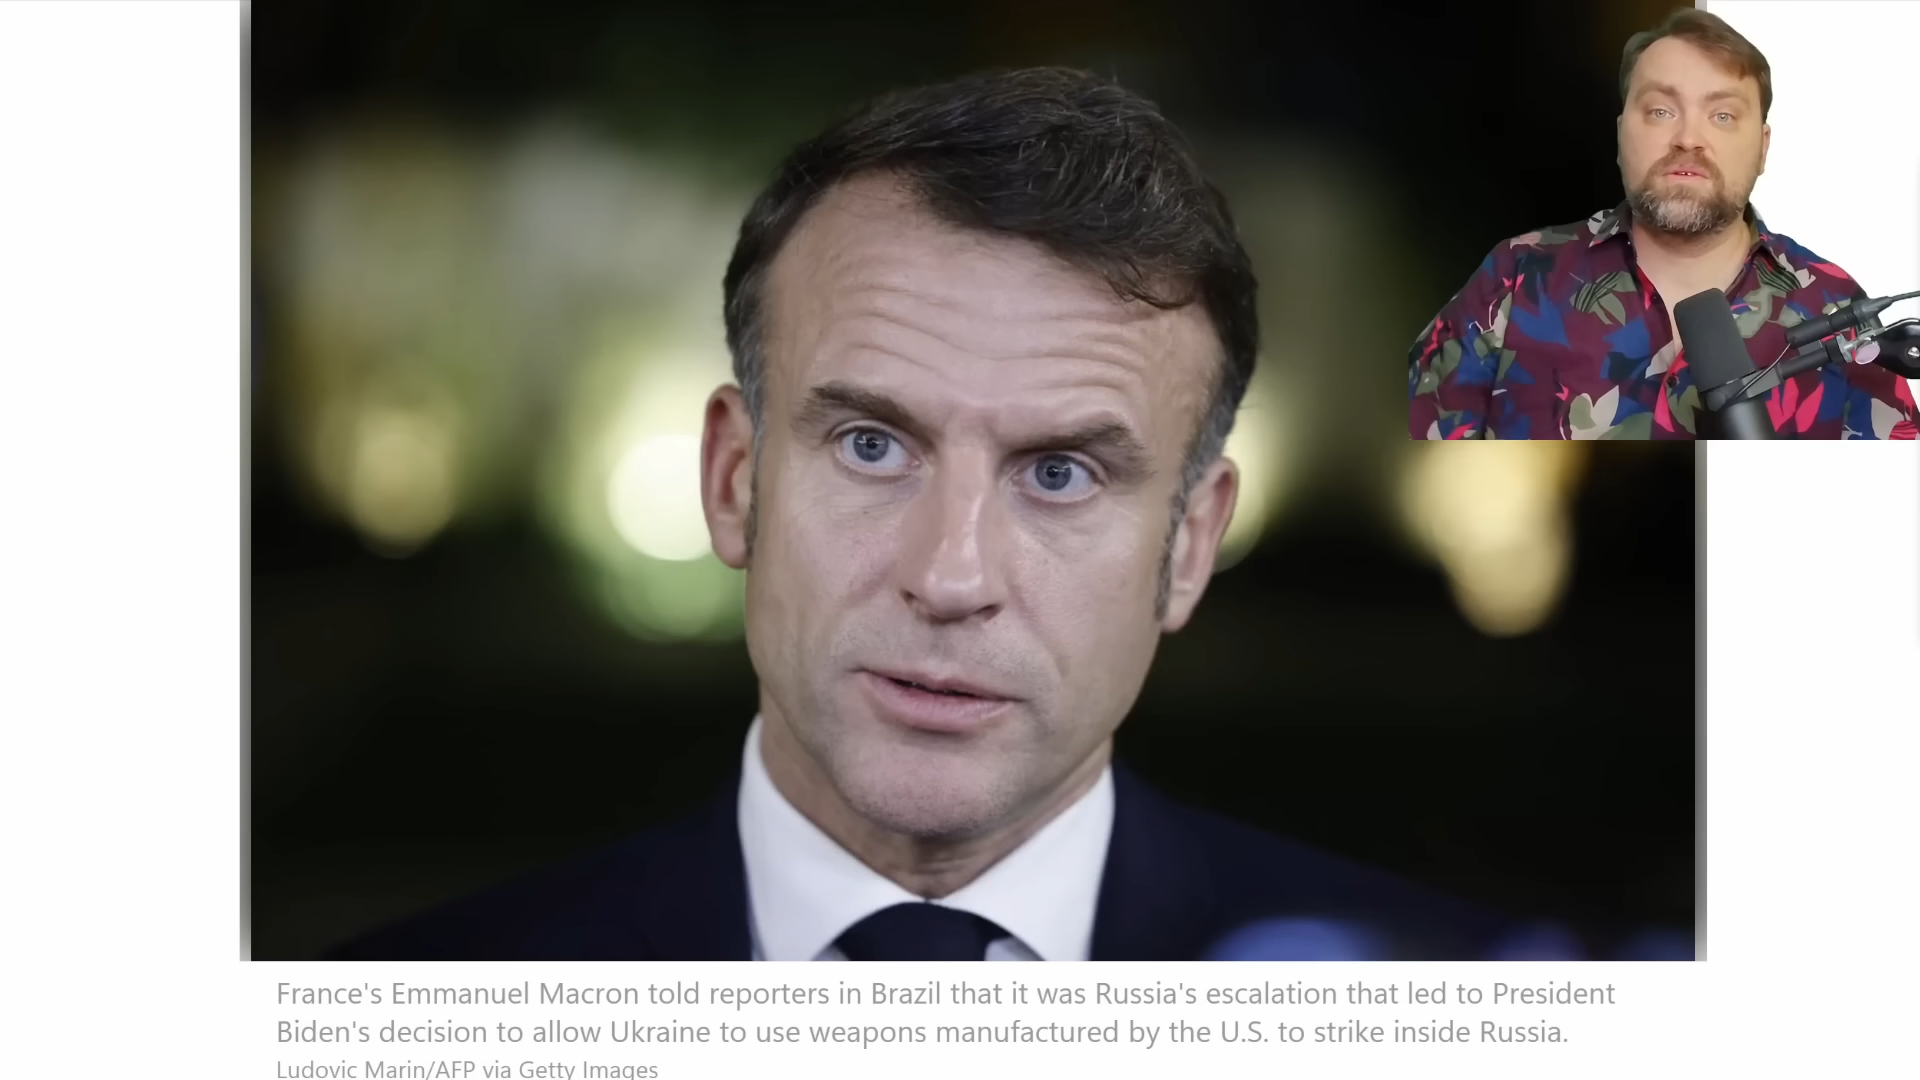 France's Emmanuel Macron told reporters in Brazil that it was Russia's escalation that led to President
Biden's decision to allow Ukraine to use weapons manufactured by the U.S. to strike inside Russia.
Ludovic Marin/AFP via Getty Images